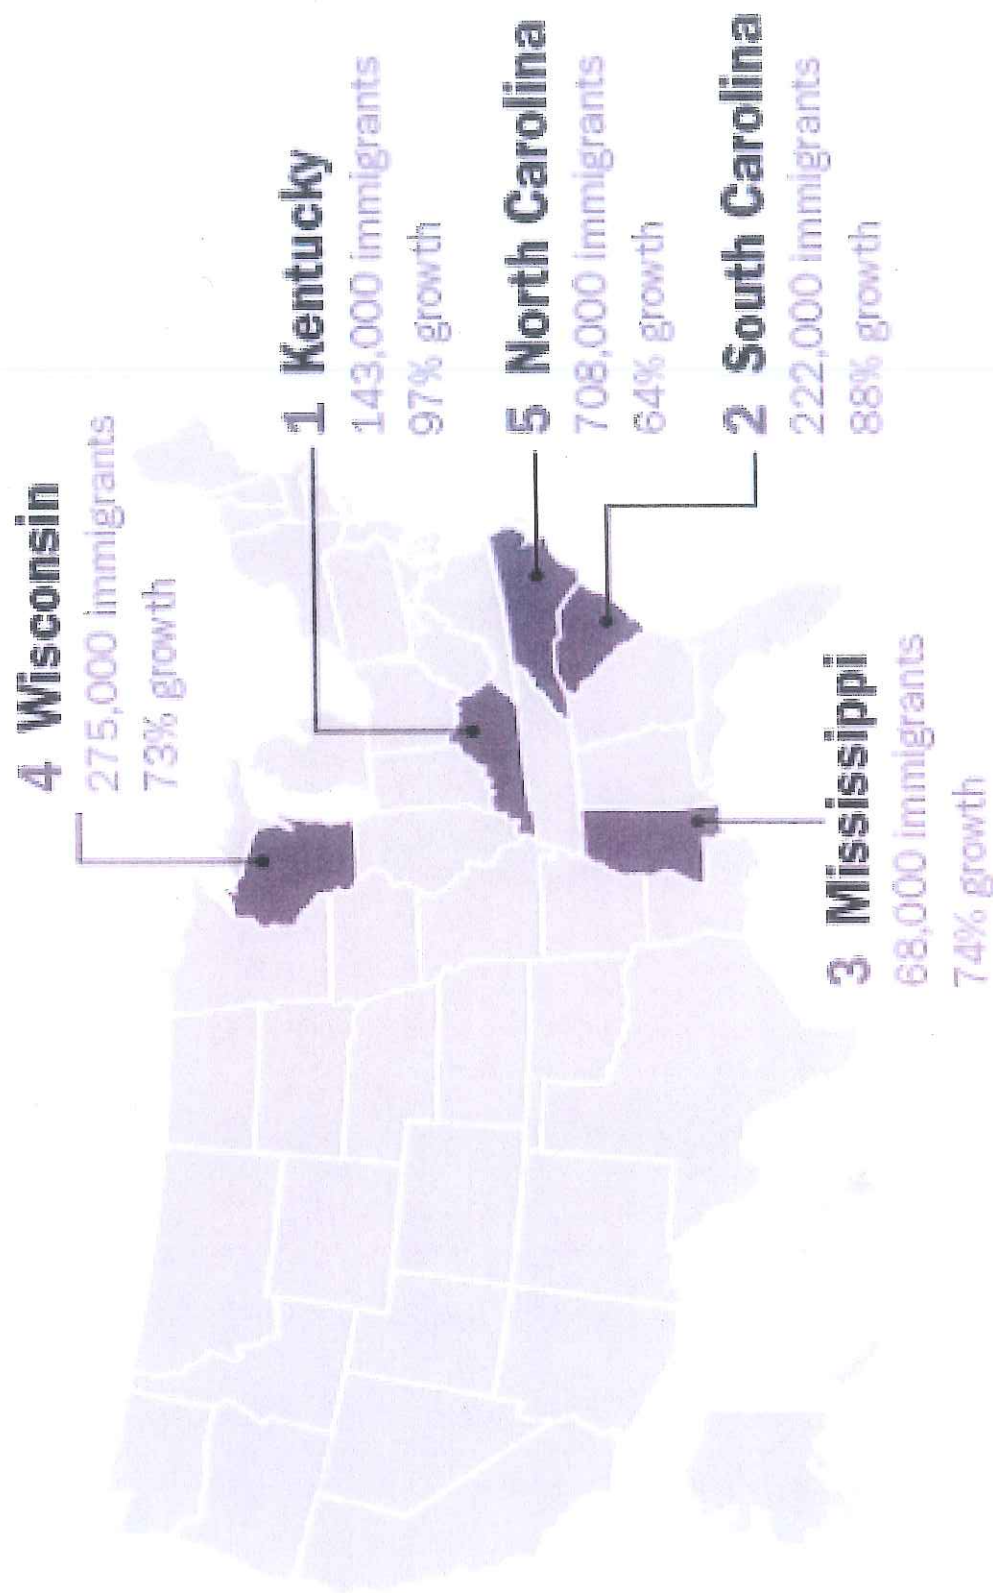 4 Wisconsin
275,000 immigrants
73% growth
1 Kentucky
143,000 immigrants
97% growth
5 North Carolina
708,000 immigrants
64% growth
2 South Carolina
222,000 immigrants
88% growth
3 Mississippi
68,000 immigrants
74% growth